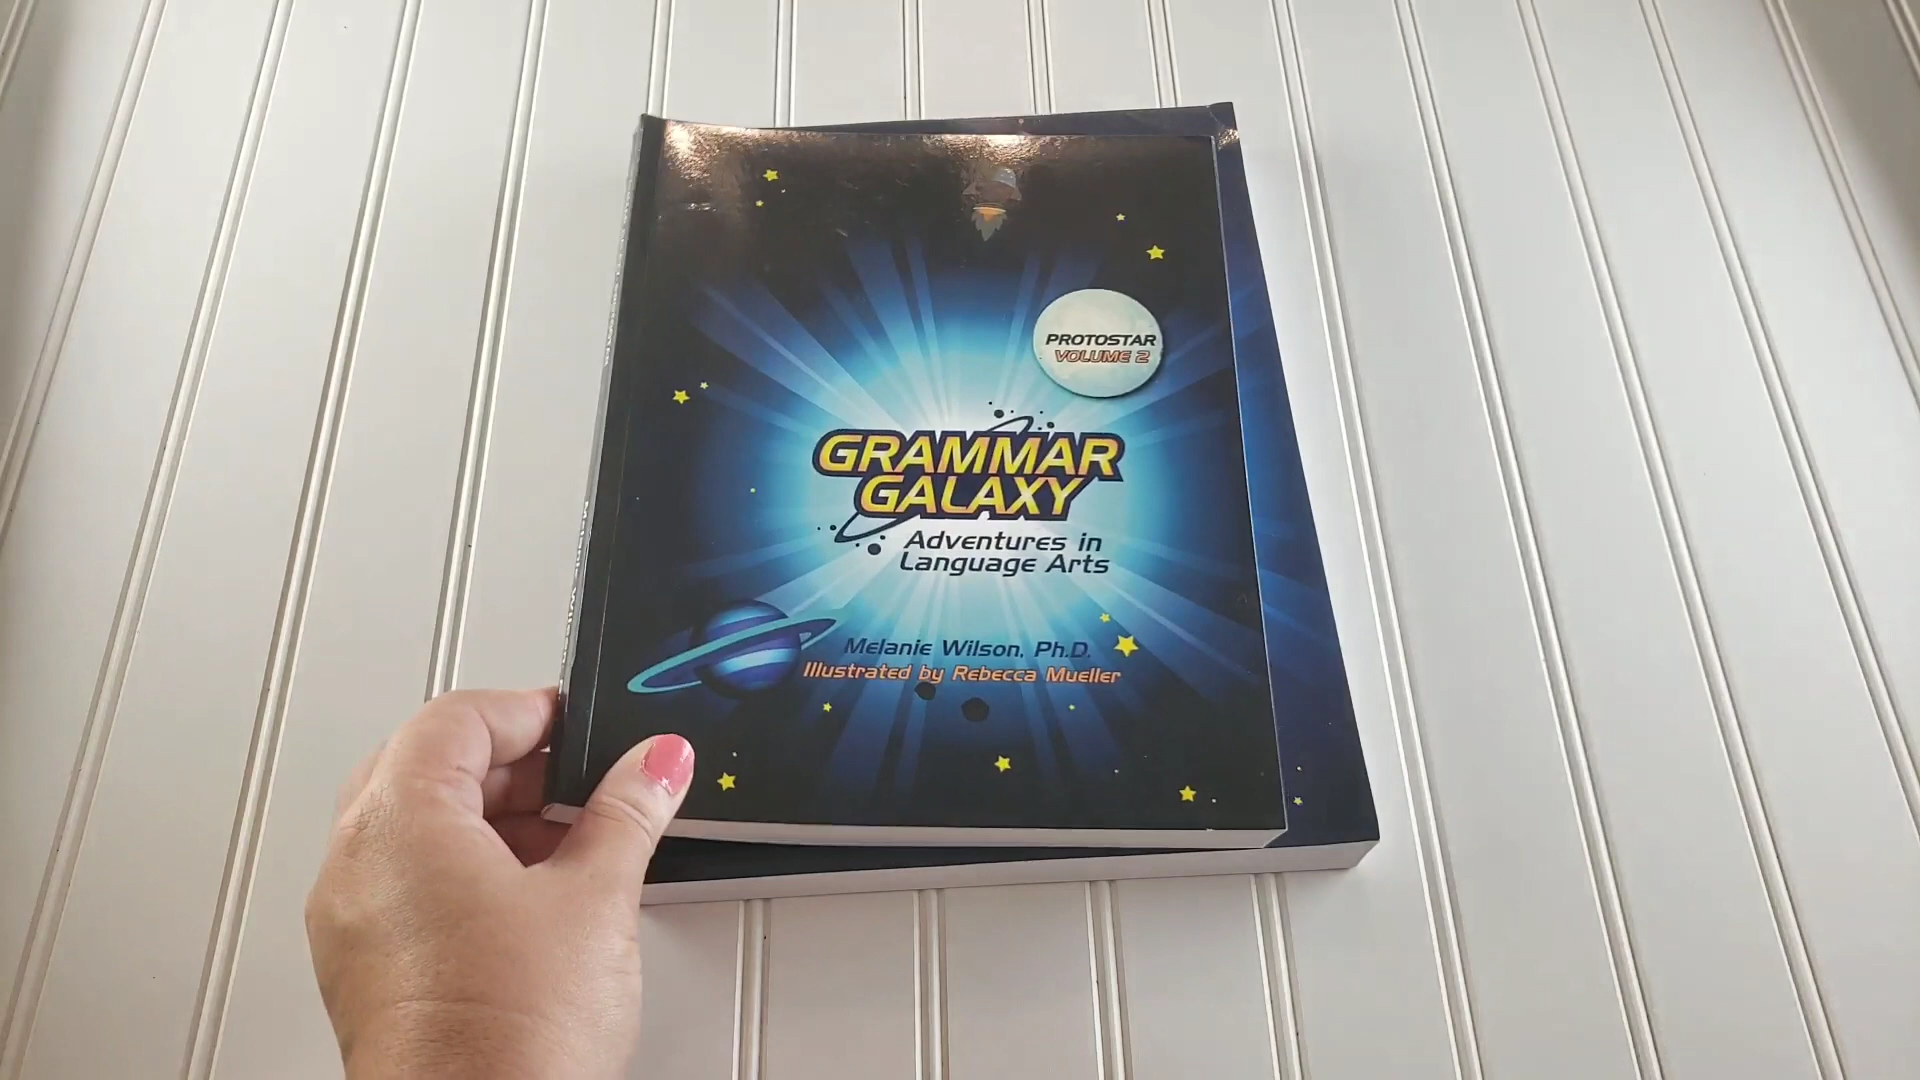 PROTOSTAR
VOLUME 2
GRAMMAR
GALAXY
Adventures in
Language Arts
Melanie Wilson, Ph.D.
Illustrated by Rebecca Mueller